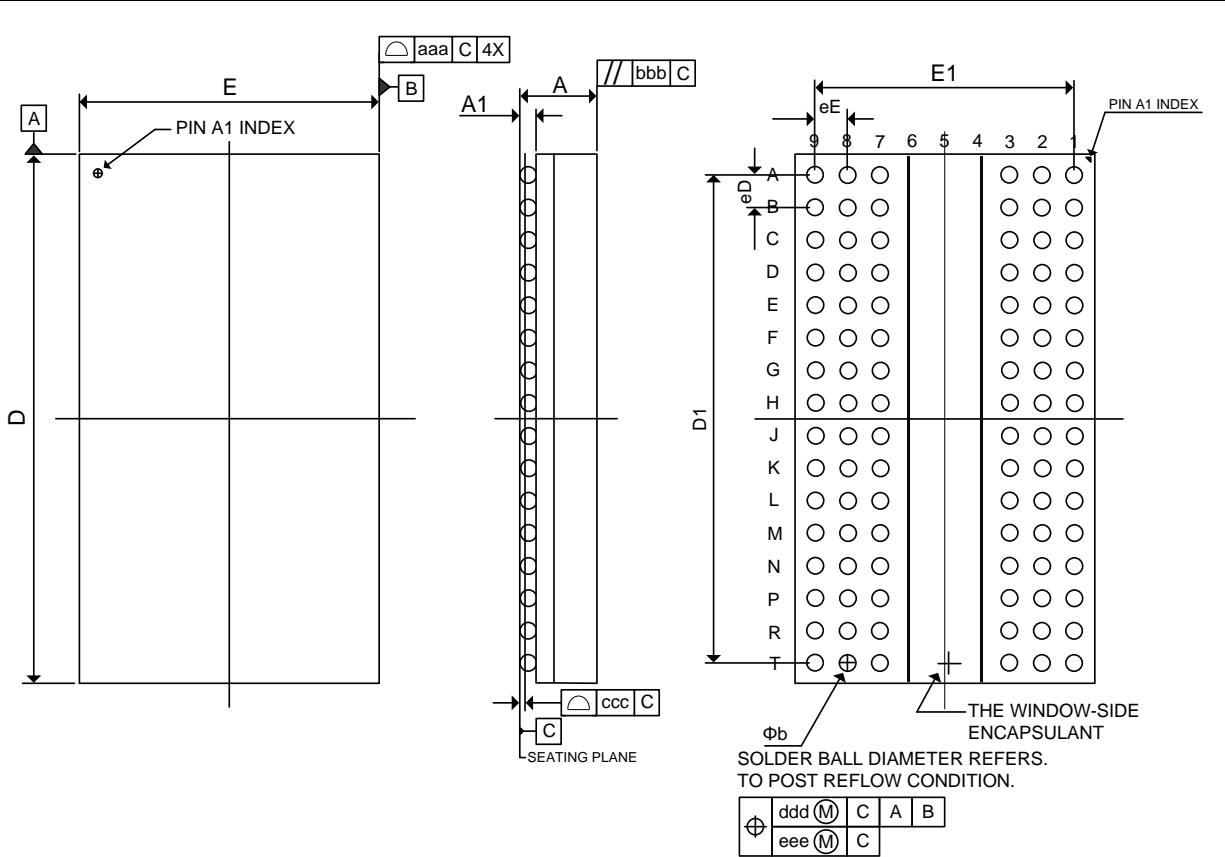 aaa C 4X
E
B
A
PIN A1 INDEX
D
A
// bbb C
A1
ccc C
C
SEATING PLANE
E1
eE
PIN A1 INDEX
9 8 7 6 5 4 3 2 1
eD
D1
A
B
C
D
E
F
G
H
J
K
L
M
N
P
R
T
THE WINDOW-SIDE
ENCAPSULANT
Φb
SOLDER BALL DIAMETER REFERS.
TO POST REFLOW CONDITION.
ddd Ⓜ C A B
eee Ⓜ C